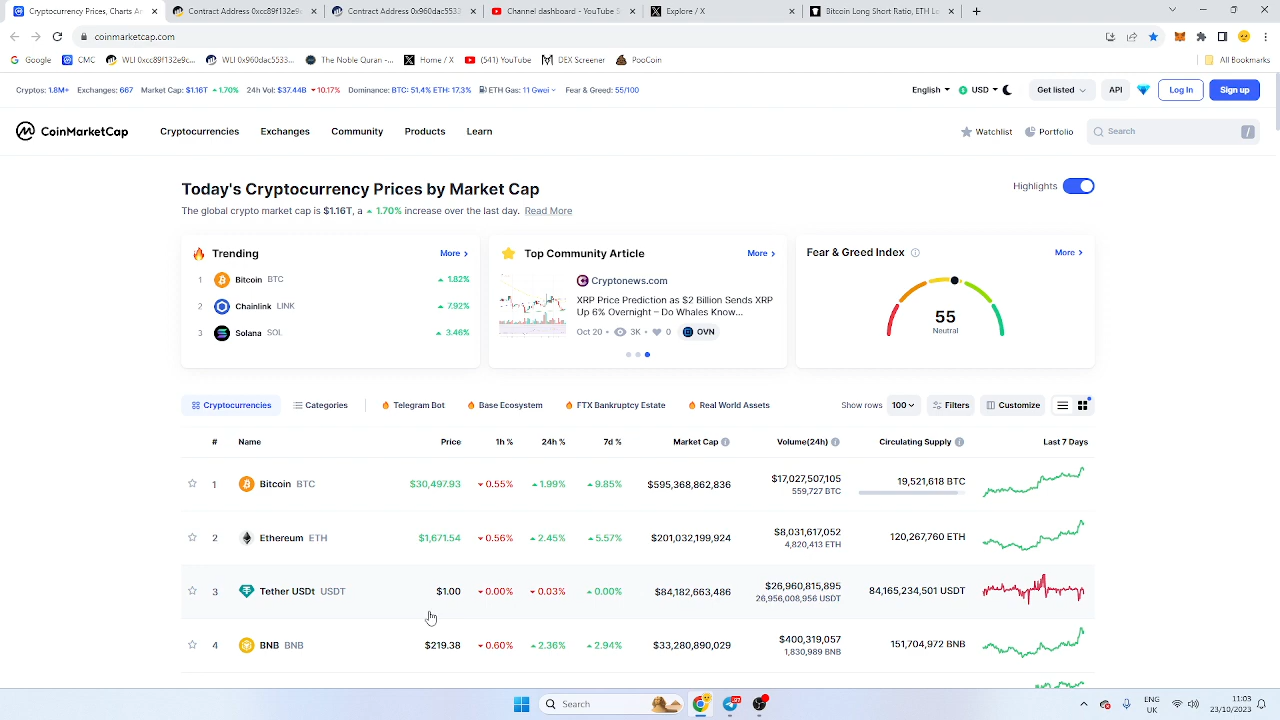 Cryptocurrency Prices, Charts An
Contract Address 0xcc89f132e9c
Contract Address 0x960dac5532
Channel dashboard - YouTube S
Explore / X
Bitcoin Long Short Ratio, ETH Lo
coinmarketcap.com
Google
CMC
WLI 0xcc89f132e9c...
WLI 0x960dac5533...
The Noble Quran -...
Home / X
(541) YouTube
DEX Screener
PooCoin
All Bookmarks
Cryptos: 1.8M+ Exchanges: 667 Market Cap: $1.16T 1.70% 24h Vol: $37.44B 10.17% Dominance: BTC: 51.4% ETH: 17.3% ETH Gas: 11 Gwei Fear & Greed: 55/100
English USD Get listed API Log In Sign up
CoinMarketCap
Cryptocurrencies Exchanges Community Products Learn
Watchlist Portfolio Search /
Today's Cryptocurrency Prices by Market Cap
Highlights
The global crypto market cap is $1.16T, a 1.70% increase over the last day. Read More
Trending More
1 Bitcoin BTC 1.82%
2 Chainlink LINK 7.92%
3 Solana SOL 3.46%
Top Community Article More
Cryptonews.com
XRP Price Prediction as $2 Billion Sends XRP
Up 6% Overnight – Do Whales Know...
Oct 20 • 3K • 0 OVN
Fear & Greed Index More
55
Neutral
Cryptocurrencies Categories Telegram Bot Base Ecosystem FTX Bankruptcy Estate Real World Assets
Show rows 100 Filters Customize
# Name Price 1h % 24h % 7d % Market Cap Volume(24h) Circulating Supply Last 7 Days
1 Bitcoin BTC $30,497.93 0.55% 1.99% 9.85% $595,368,862,836 $17,027,507,105 19,521,618 BTC
559,727 BTC
2 Ethereum ETH $1,671.54 0.56% 2.45% 5.57% $201,032,199,924 $8,031,617,052 120,267,760 ETH
4,820,413 ETH
3 Tether USDt USDT $1.00 0.00% 0.03% 0.00% $84,182,663,486 $26,960,815,895 84,165,234,501 USDT
26,956,008,956 USDT
4 BNB BNB $219.38 0.60% 2.36% 2.94% $33,280,890,029 $400,319,057 151,704,972 BNB
1,830,989 BNB
Search
ENG
UK
11:03
23/10/2023